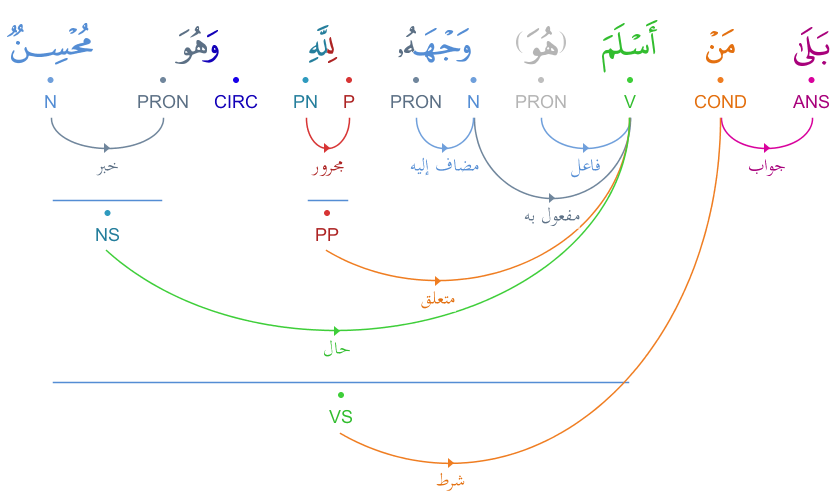 بَلَىٰ مَنْ أَسْلَمَ (هُوَ) وَجْهَهُۥ لِلَّهِ وَهُوَ مُحْسِنٌ
ANS COND V PRON N PRON P PN CIRC PRON N
جواب فاعل مضاف إليه مجرور خبر
مفعول به
PP NS
متعلق
حال
VS
شرط